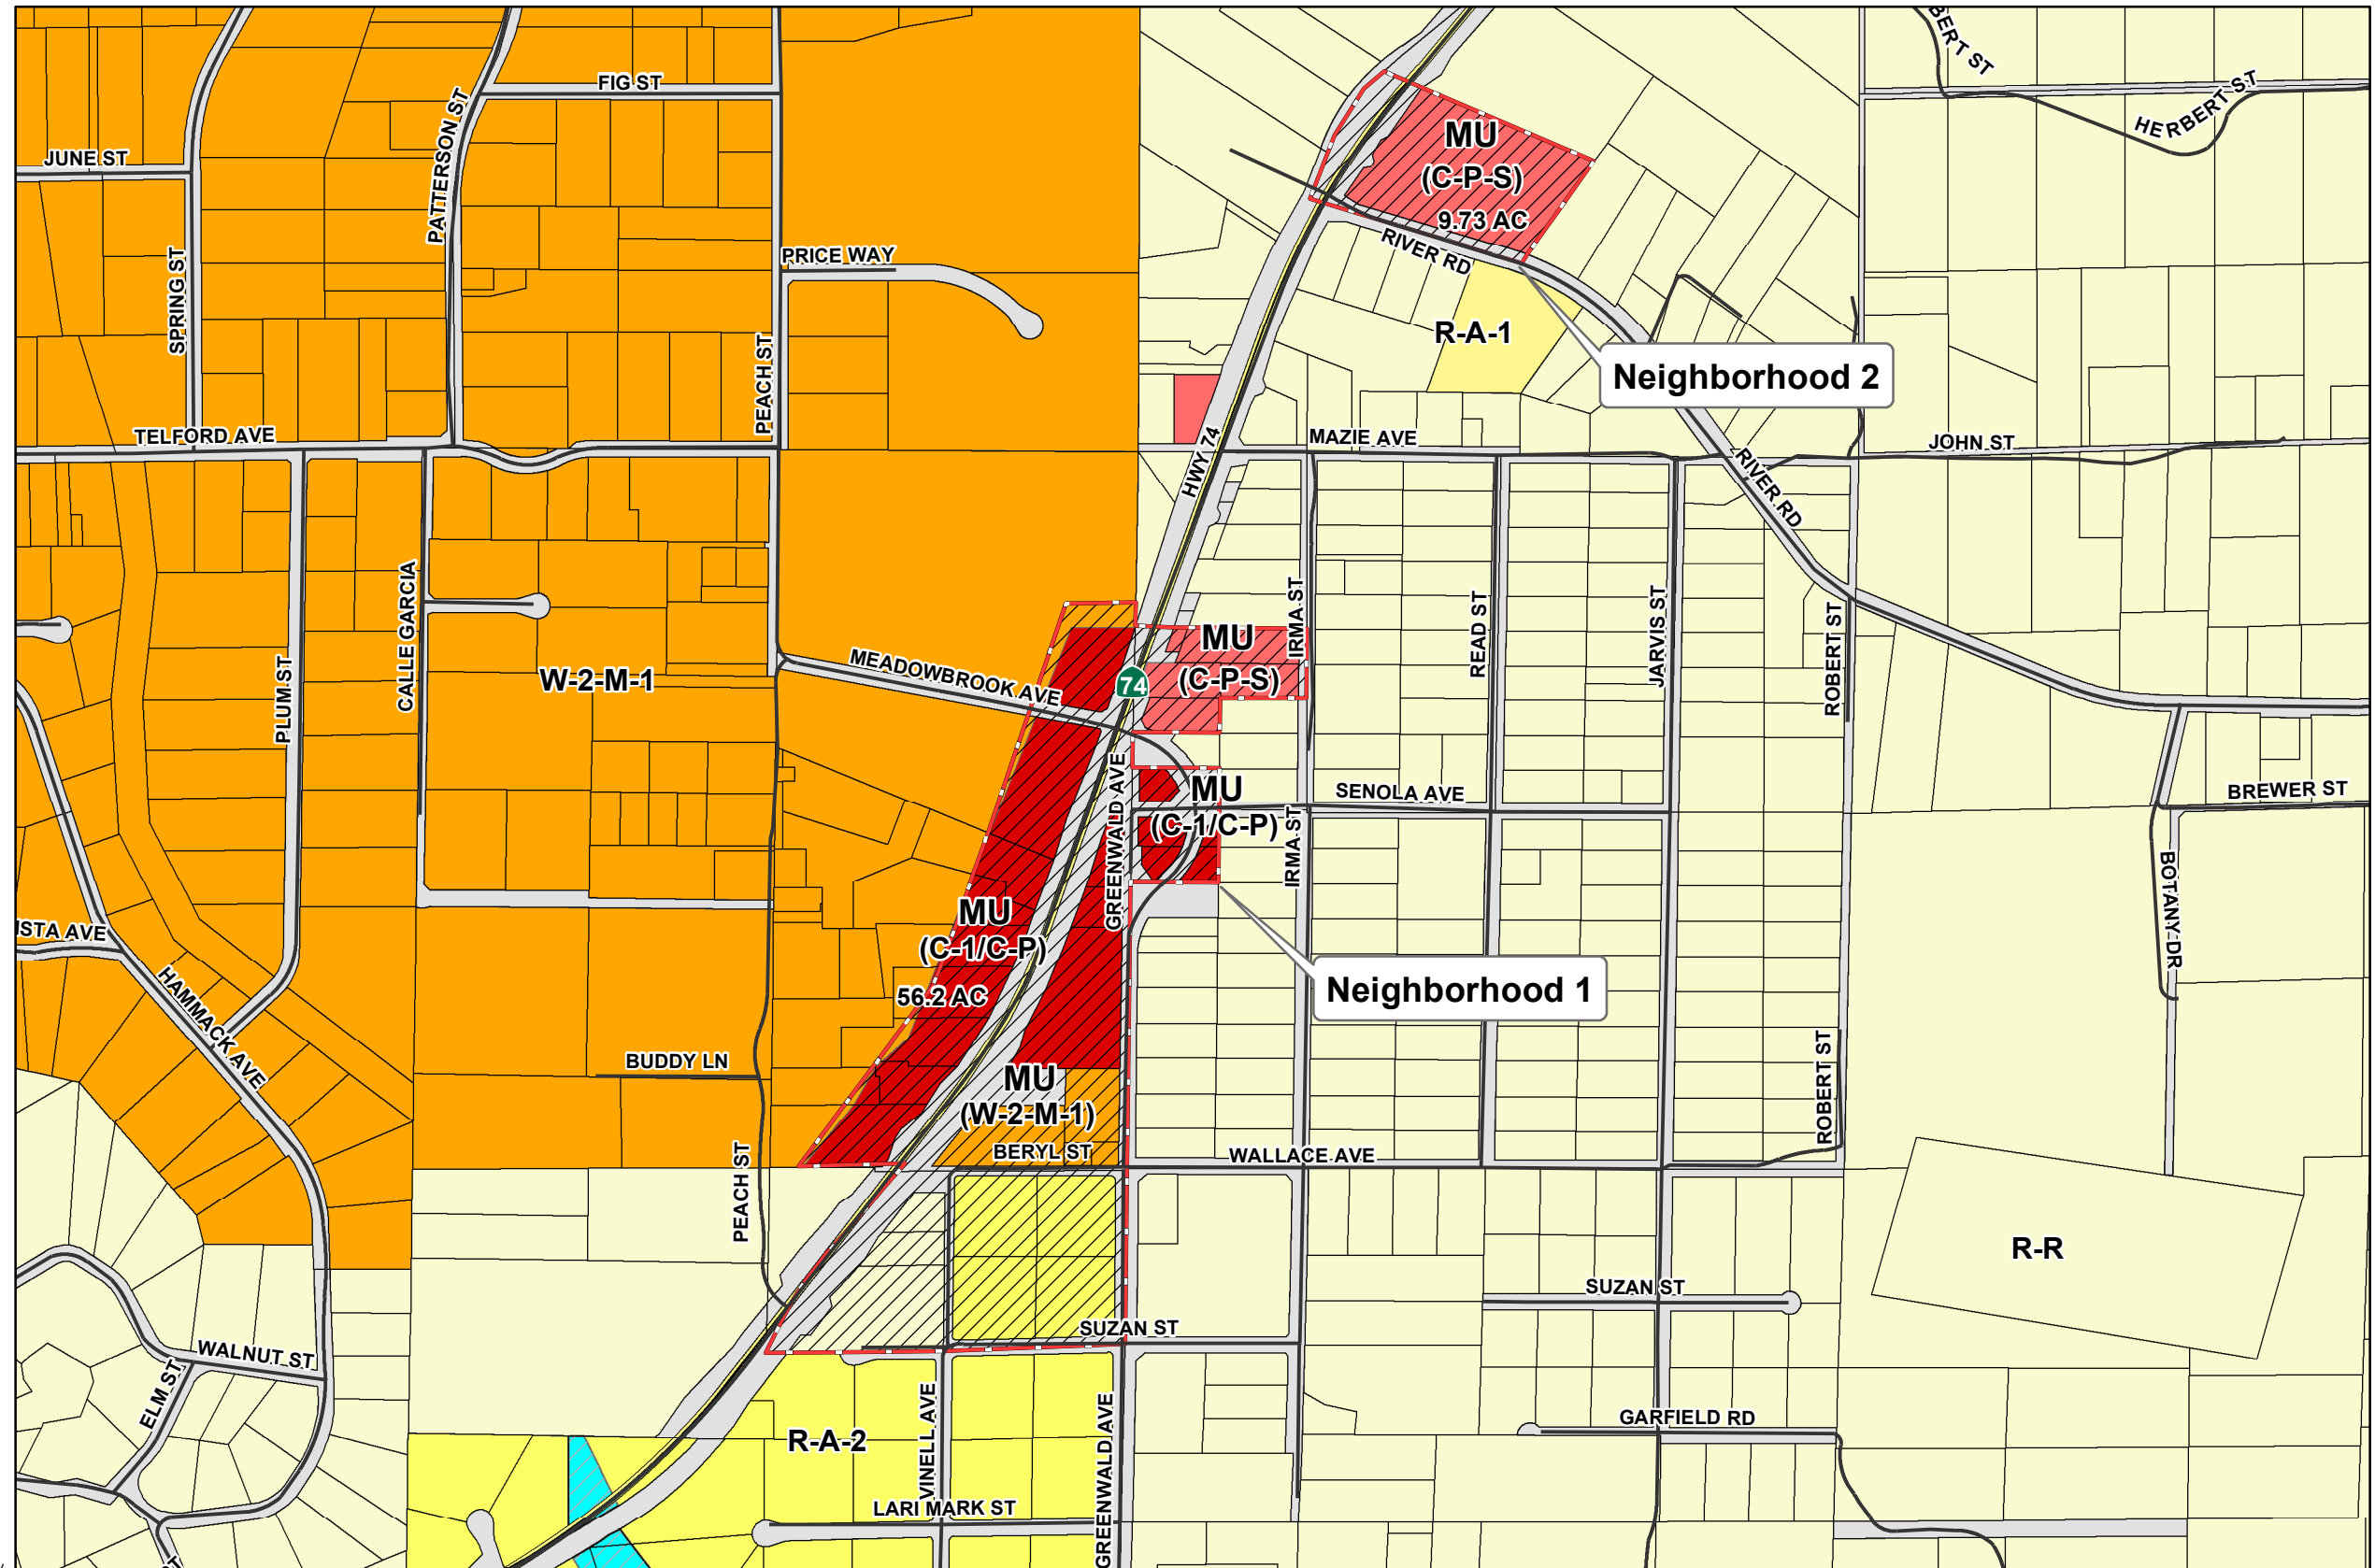 BERT ST
FIG ST
HERBERT ST
MU
(C-P-S)
9.73 AC
JUNE ST
PATTERSON ST
SPRING ST
PRICE WAY
RIVER RD
PEACH ST
R-A-1
Neighborhood 2
TELFORD AVE
HWY 74
MAZIE AVE
JOHN ST
RIVER RD
CALLE GARCIA
PLUM ST
W-2-M-1
MEADOWBROOK AVE
74
MU
(C-P-S)
IRMA ST
READ ST
JARVIS ST
ROBERT ST
GREENWALD AVE
MU
(C-1/C-P)
SENOLA AVE
IRMA ST
BREWER ST
BOTANY DR
MU
(C-1/C-P)
56.2 AC
Neighborhood 1
ISTA AVE
HAMMACK AVE
BUDDY LN
MU
(W-2-M-1)
BERYL ST
WALLACE AVE
ROBERT ST
PEACH ST
R-R
SUZAN ST
SUZAN ST
WALNUT ST
ELM ST
R-A-2
VINELL AVE
GREENWALD AVE
GARFIELD RD
LARI MARK ST
ST